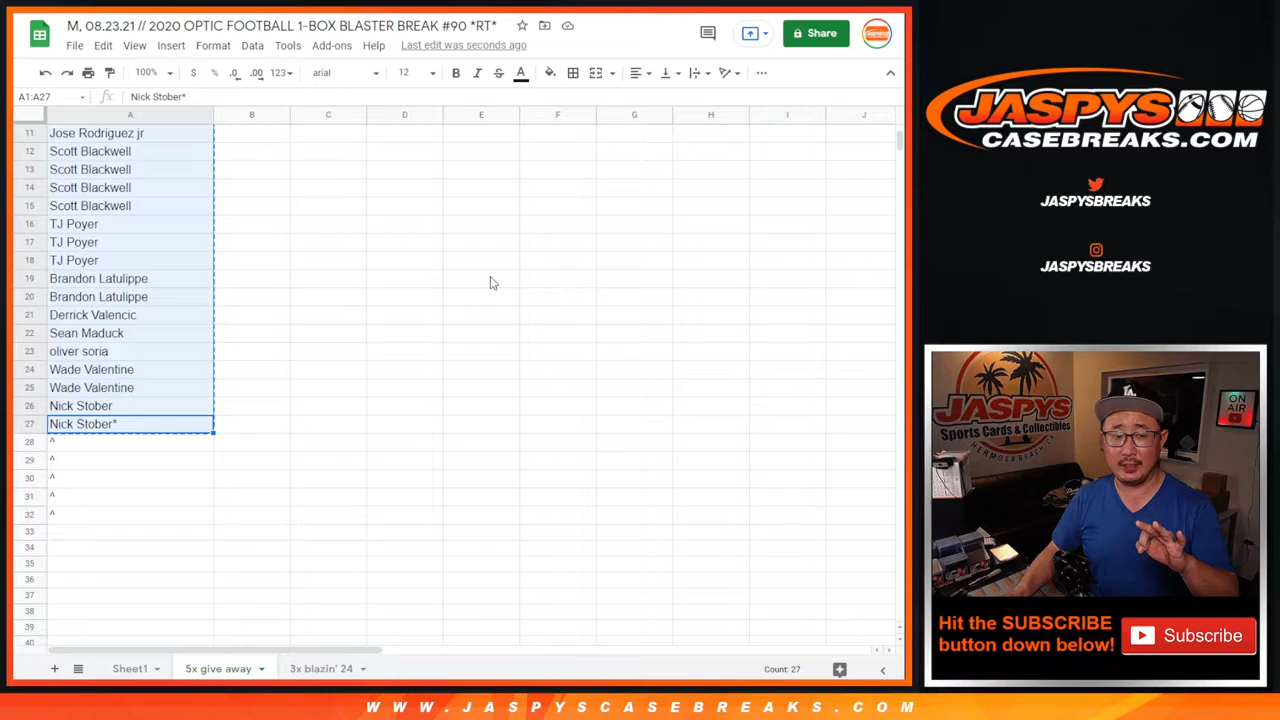 M, 08.23.21 // 2020 OPTIC FOOTBALL 1-BOX BLASTER BREAK #90 *RT*
File Edit View Insert Format Data Tools Add-ons Help Last edit was seconds ago
Share
100% $ % .0 .00 123 arial 12 B I S A
A1:A27 fx Nick Stober*
A B C D E F G H I J
11 Jose Rodriguez jr
12 Scott Blackwell
13 Scott Blackwell
14 Scott Blackwell
15 Scott Blackwell
16 TJ Poyer
17 TJ Poyer
18 TJ Poyer
19 Brandon Latulippe
20 Brandon Latulippe
21 Derrick Valencic
22 Sean Maduck
23 oliver soria
24 Wade Valentine
25 Wade Valentine
26 Nick Stober
27 Nick Stober*
28 ^
29 ^
30 ^
31 ^
32 ^
33
34
35
36
37
38
39
40
Sheet1 5x give away 3x blazin' 24 Count: 27
JASPYS
CASEBREAKS.COM
JASPYSBREAKS
JASPYSBREAKS
JASPYS
Sports Cards & Collectibles
HERMOSA BEACH
ON AIR
LA
Hit the SUBSCRIBE
button down below!
Subscribe
WWW.JASPYSCASEBREAKS.COM